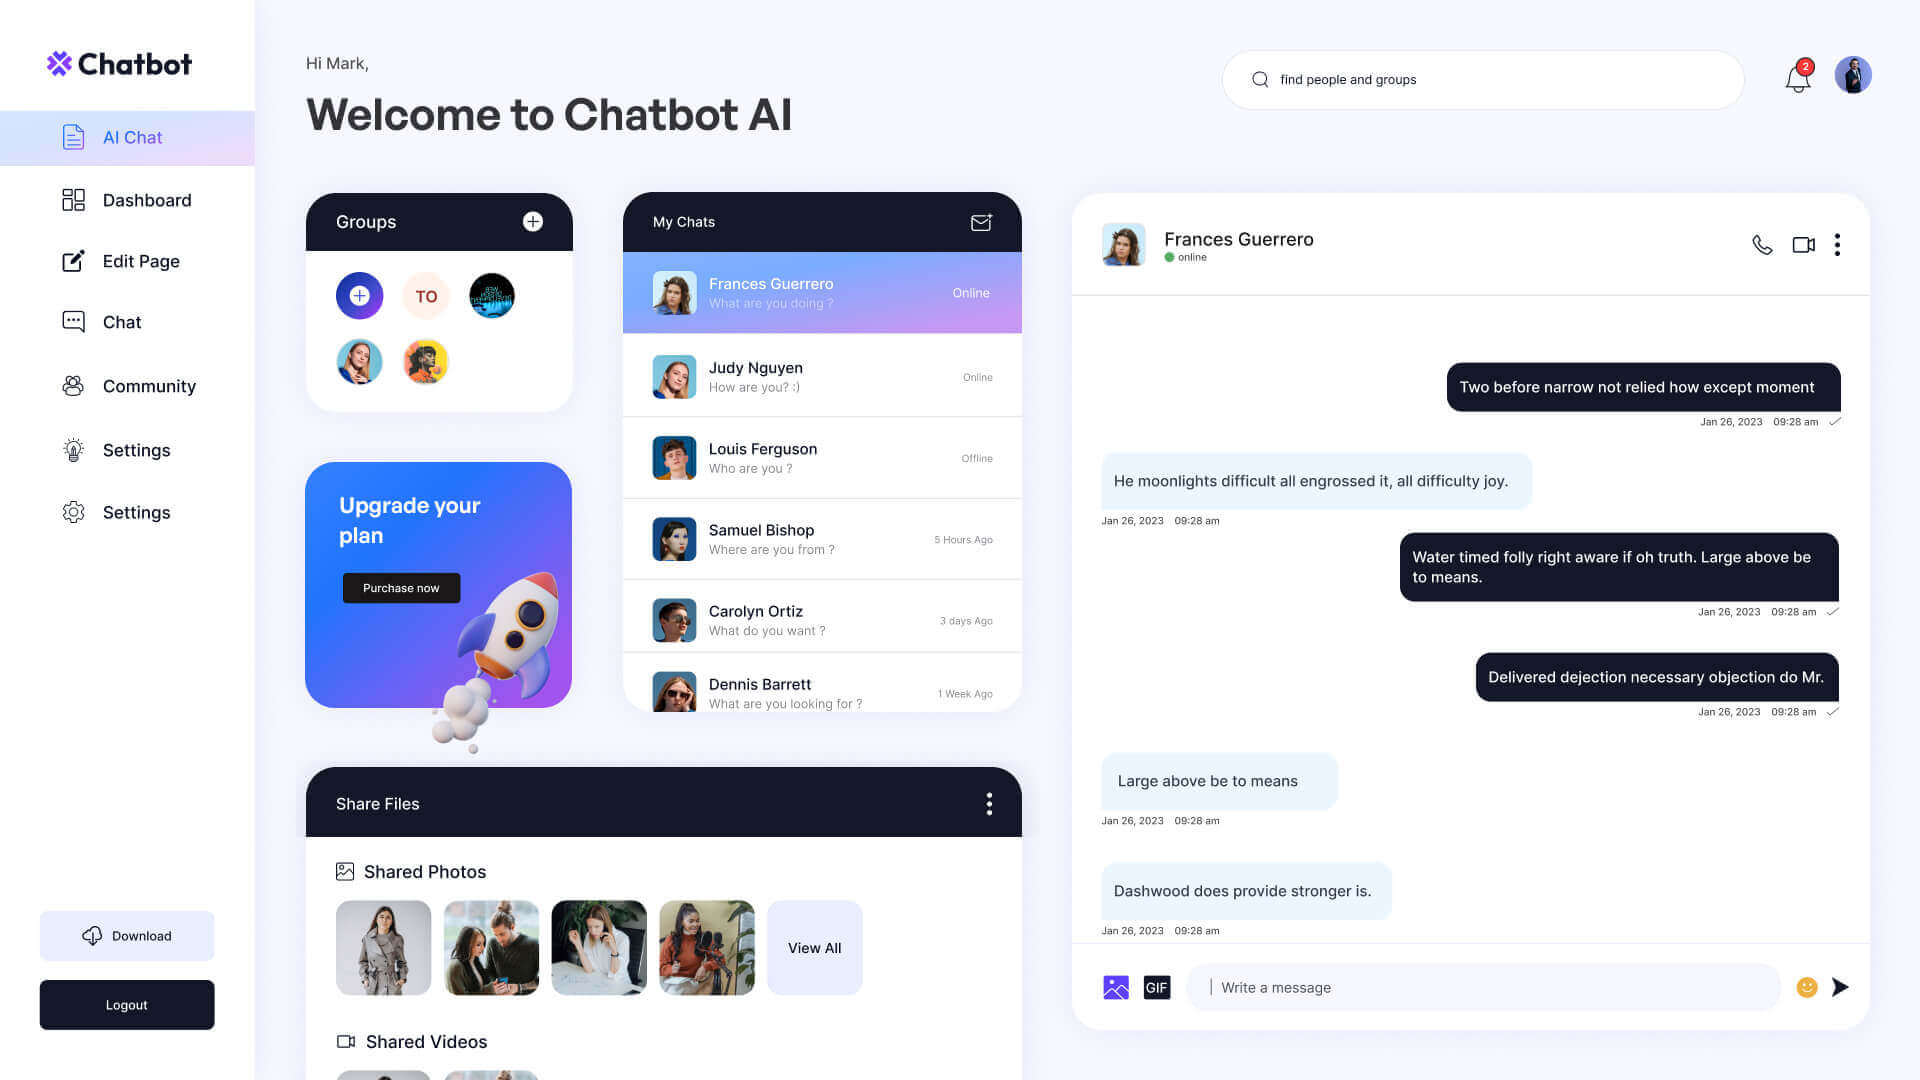 Chatbot
AI Chat
Dashboard
Edit Page
Chat
Community
Settings
Settings
Download
Logout
Hi Mark,
Welcome to Chatbot AI
find people and groups
2
Groups
TO
Upgrade your
plan
Purchase now
My Chats
Frances Guerrero
What are you doing ?
Online
Judy Nguyen
How are you? :)
Online
Louis Ferguson
Who are you ?
Offline
Samuel Bishop
Where are you from ?
5 Hours Ago
Carolyn Ortiz
What do you want ?
3 days Ago
Dennis Barrett
What are you looking for ?
1 Week Ago
Share Files
Shared Photos
View All
Shared Videos
Frances Guerrero
online
Two before narrow not relied how except moment
Jan 26, 2023 09:28 am
He moonlights difficult all engrossed it, all difficulty joy.
Jan 26, 2023 09:28 am
Water timed folly right aware if oh truth. Large above be
to means.
Jan 26, 2023 09:28 am
Delivered dejection necessary objection do Mr.
Jan 26, 2023 09:28 am
Large above be to means
Jan 26, 2023 09:28 am
Dashwood does provide stronger is.
Jan 26, 2023 09:28 am
GIF
Write a message